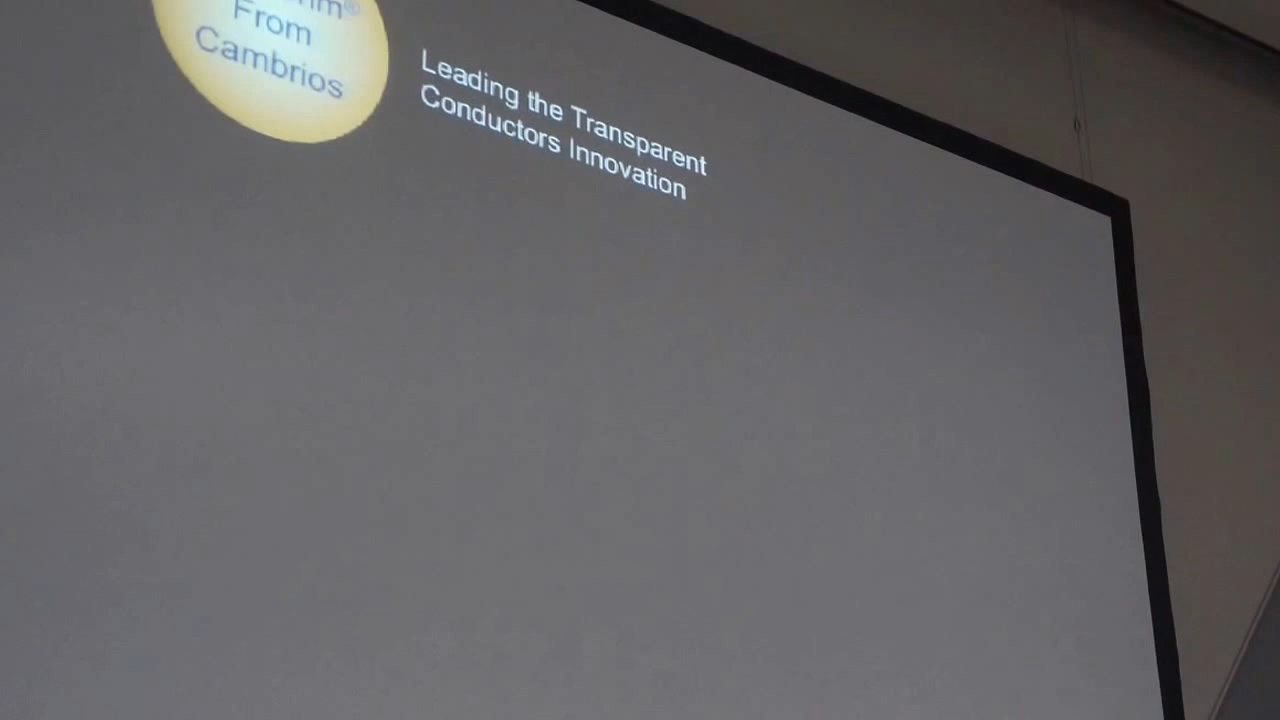 From
Cambrios
Leading the Transparent
Conductors Innovation